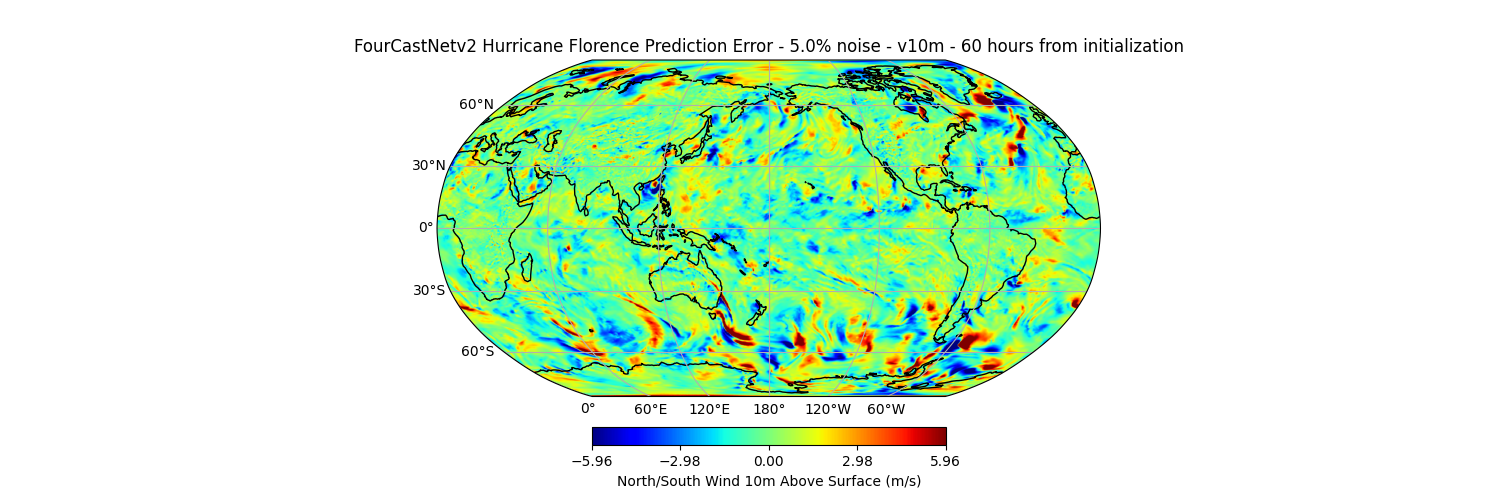 FourCastNetv2 Hurricane Florence Prediction Error - 5.0% noise - v10m - 60 hours from initialization
60°N
30°N
0°
30°S
60°S
0° 60°E 120°E 180° 120°W 60°W
−5.96 −2.98 0.00 2.98 5.96
North/South Wind 10m Above Surface (m/s)